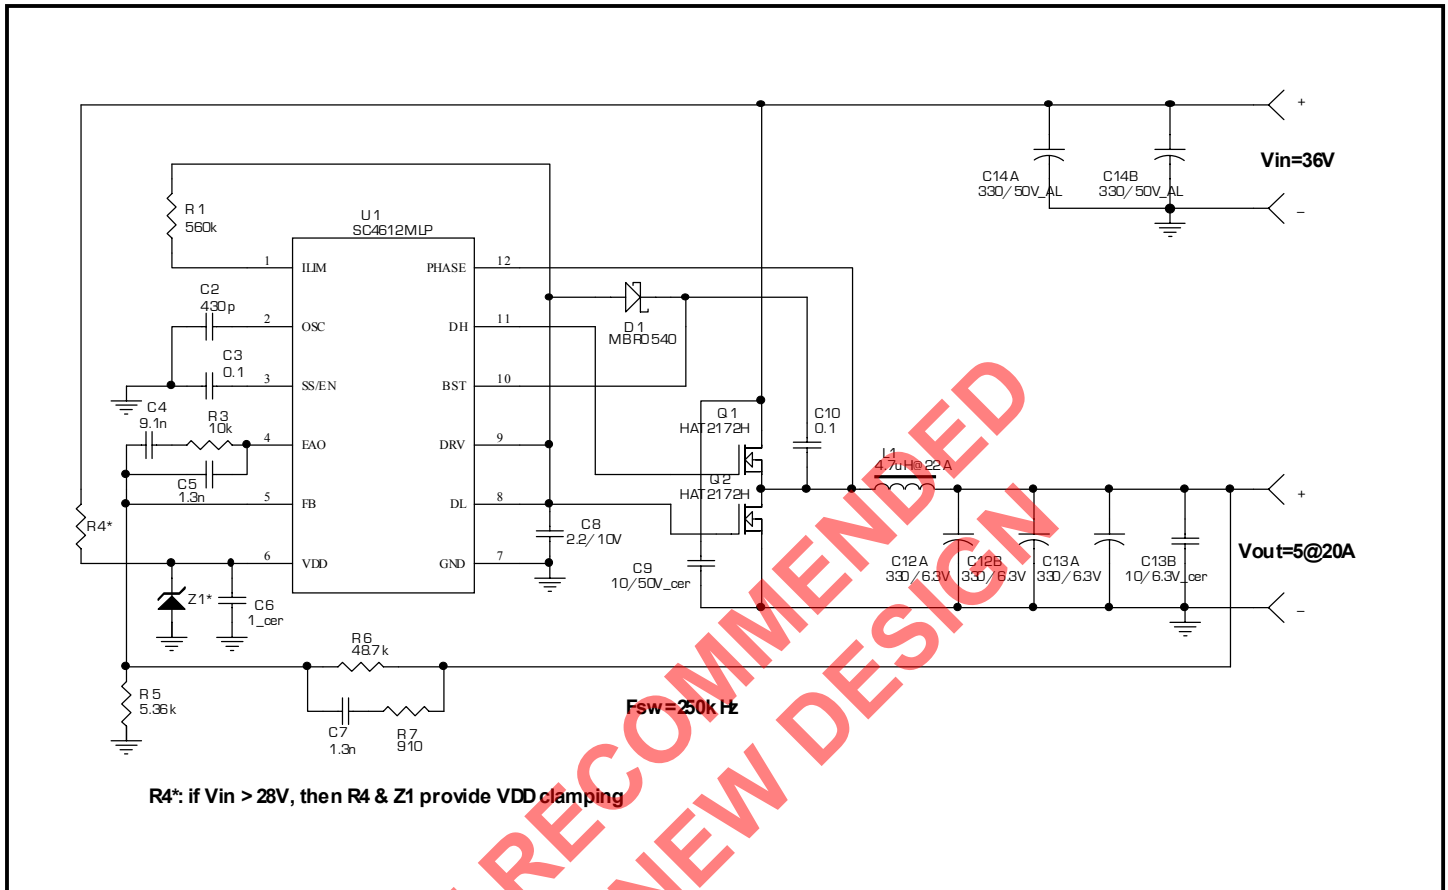 +
Vin=36V
C14A
330/50V_AL
C14B
330/50V_AL
–
R1
560k
U1
SC4612MLP
1
ILIM
PHASE
12
C2
430p
2
OSC
DH
11
D1
MBR0540
C3
0.1
3
SS/EN
BST
10
C4
9.1n
R3
10k
4
EAO
DRV
9
Q1
HAT2172H
C10
0.1
C5
1.3n
5
FB
DL
8
Q2
HAT2172H
L1
4.7uH@22A
+
R4*
C8
2.2/10V
6
VDD
GND
7
C9
10/50V_cer
C12A
330/6.3V
C12B
330/6.3V
C13A
330/6.3V
C13B
10/6.3V_cer
Vout=5@20A
–
Z1*
C6
1_cer
R6
48.7k
R5
5.36k
C7
1.3n
R7
910
Fsw=250kHz
R4*: if Vin > 28V, then R4 & Z1 provide VDD clamping
RECOMMENDED
NEW DESIGN